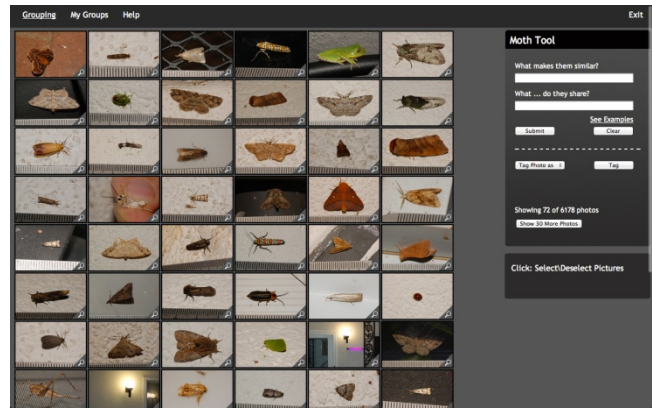 Grouping My Groups Help Exit
Moth Tool
What makes them similar?
What ... do they share?
See Examples
Submit Clear
Tag Photo as Tag
Showing 72 of 6178 photos
Show 30 More Photos
Click: Select\Deselect Pictures